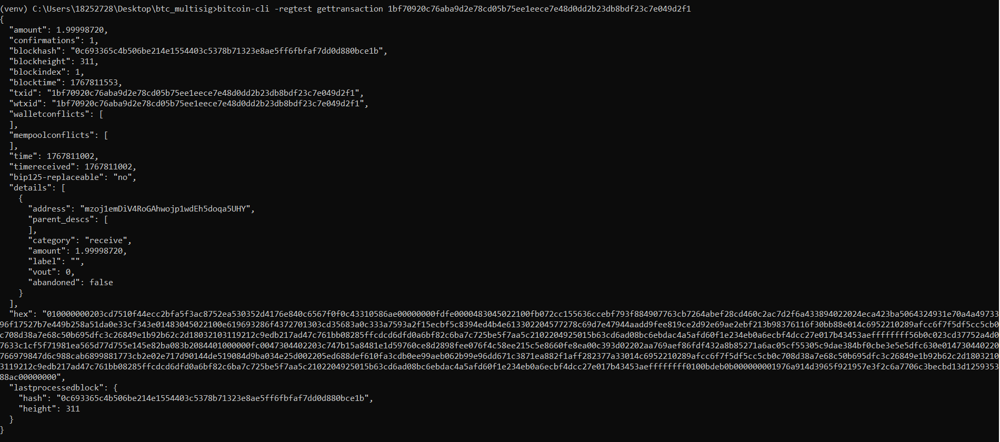 (venv) C:\Users\18252728\Desktop\btc_multisig>bitcoin-cli -regtest gettransaction 1bf70920c76aba9d2e78cd05b75ee1eece7e48d0dd2b23db8bdf23c7e049d2f1
{
  "amount": 1.99998720,
  "confirmations": 1,
  "blockhash": "0c693365c4b506be214e1554403c5378b71323e8ae5ff6fbfaf7dd0d880bce1b",
  "blockheight": 311,
  "blockindex": 1,
  "blocktime": 1767811553,
  "txid": "1bf70920c76aba9d2e78cd05b75ee1eece7e48d0dd2b23db8bdf23c7e049d2f1",
  "wtxid": "1bf70920c76aba9d2e78cd05b75ee1eece7e48d0dd2b23db8bdf23c7e049d2f1",
  "walletconflicts": [
  ],
  "mempoolconflicts": [
  ],
  "time": 1767811002,
  "timereceived": 1767811002,
  "bip125-replaceable": "no",
  "details": [
    {
      "address": "mzoj1emDiV4RoGAhwojp1wdEh5doqa5UHY",
      "parent_descs": [
      ],
      "category": "receive",
      "amount": 1.99998720,
      "label": "",
      "vout": 0,
      "abandoned": false
    }
  ],
  "hex": "010000000203cd7510f44ecc2bfa5f3ac8752ea530352d4176e840c6567f0f0c43310586ae00000000fdfe0000483045022100fb072cc155636ccebf793f884907763cb7264abef28cd460c2ac7d2f6a433894022024eca423ba5064324931e70a4a49733
96f17527b7e449b258a51da0e33cf343e01483045022100e619693286f4372701303cd35683a0c333a7593a2f15ecbf5c8394ed4b4e613302204577278c69d7e47944aadd9fee819ce2d92e69ae2ebf213b98376116f30bb88e014c6952210289afcc6f7f5df5cc5cb0
c708d38a7e68c50b695dfc3c26849e1b92b62c2d18032103119212c9edb217ad47c761bb08285ffcdcd6dfd0a6bf82c6ba7c725be5f7aa5c2102204925015b63cd6ad08bc6ebdac4a5afd60f1e234eb0a6ecbf4dcc27e017b43453aeffffffff56b0c023cd37752a4d0
7633c1cf5f71981ea565d77d755e145e82ba083b2084401000000fc0047304402203c747b15a8481e1d59760ce8d2898fee076f4c58ee215c5e8660fe8ea00c393d02202aa769aef86fdf432a8b85271a6ac05cf55305c9dae384bf0cbe3e5e5dfc630e014730440220
766979847d6c988cab6899881773cb2e02e717d90144de519084d9ba034e25d002205ed688def610fa3cdb0ee99aeb062b99e96dd671c3871ea882f1aff282377a33014c6952210289afcc6f7f5df5cc5cb0c708d38a7e68c50b695dfc3c26849e1b92b62c2d1803210
3119212c9edb217ad47c761bb08285ffcdcd6dfd0a6bf82c6ba7c725be5f7aa5c2102204925015b63cd6ad08bc6ebdac4a5afd60f1e234eb0a6ecbf4dcc27e017b43453aeffffffff0100bdeb0b000000001976a914d3965f921957e3f2c6a7706c3becbd13d1259353
88ac00000000",
  "lastprocessedblock": {
    "hash": "0c693365c4b506be214e1554403c5378b71323e8ae5ff6fbfaf7dd0d880bce1b",
    "height": 311
  }
}